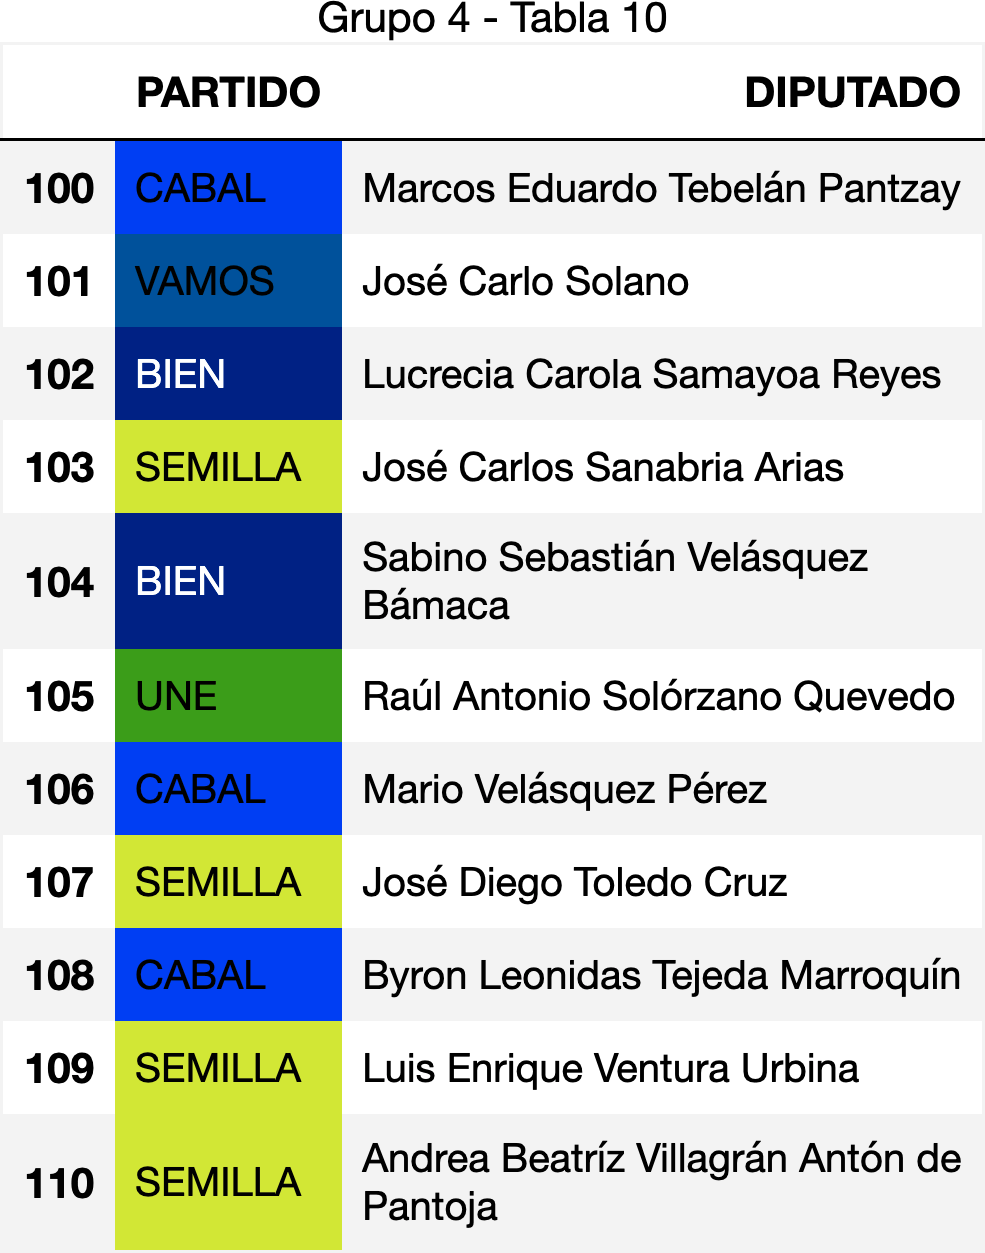 Grupo 4 - Tabla 10
PARTIDO DIPUTADO
100 CABAL Marcos Eduardo Tebelán Pantzay
101 VAMOS José Carlo Solano
102 BIEN Lucrecia Carola Samayoa Reyes
103 SEMILLA José Carlos Sanabria Arias
104 BIEN Sabino Sebastián Velásquez
Bámaca
105 UNE Raúl Antonio Solórzano Quevedo
106 CABAL Mario Velásquez Pérez
107 SEMILLA José Diego Toledo Cruz
108 CABAL Byron Leonidas Tejeda Marroquín
109 SEMILLA Luis Enrique Ventura Urbina
110 SEMILLA Andrea Beatríz Villagrán Antón de
Pantoja